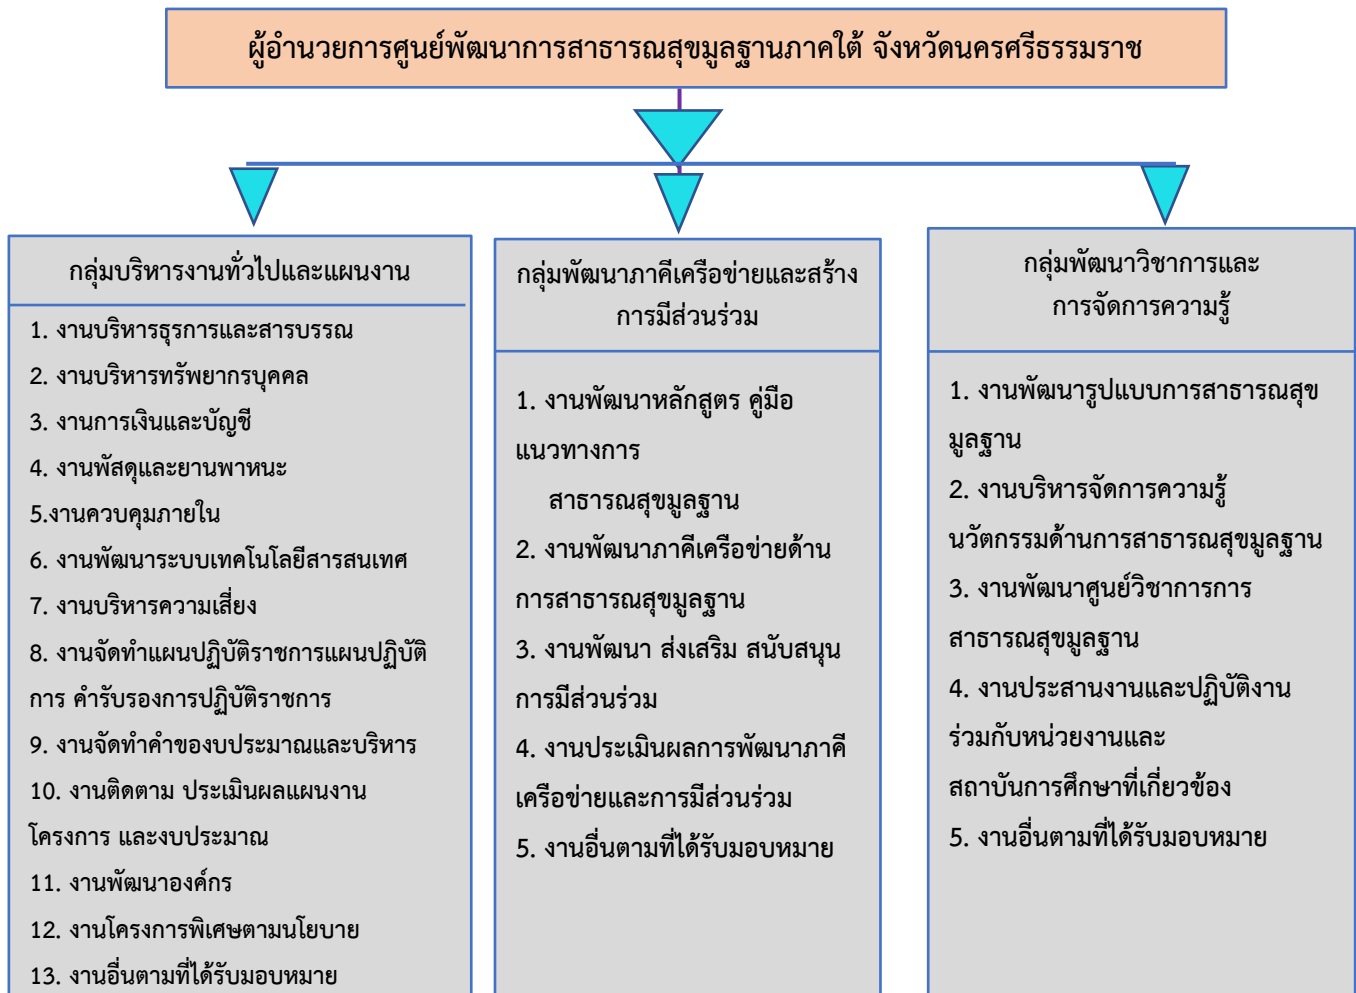 ผู้อำนวยการศูนย์พัฒนาการสาธารณสุขมูลฐานภาคใต้ จังหวัดนครศรีธรรมราช
กลุ่มบริหารงานทั่วไปและแผนงาน
1. งานบริหารธุรการและสารบรรณ
2. งานบริหารทรัพยากรบุคคล
3. งานการเงินและบัญชี
4. งานพัสดุและยานพาหนะ
5.งานควบคุมภายใน
6. งานพัฒนาระบบเทคโนโลยีสารสนเทศ
7. งานบริหารความเสี่ยง
8. งานจัดทำแผนปฏิบัติราชการแผนปฏิบัติ
การ คำรับรองการปฏิบัติราชการ
9. งานจัดทำคำของบประมาณและบริหาร
10. งานติดตาม ประเมินผลแผนงาน
โครงการ และงบประมาณ
11. งานพัฒนาองค์กร
12. งานโครงการพิเศษตามนโยบาย
13. งานอื่นตามที่ได้รับมอบหมาย
กลุ่มพัฒนาภาคีเครือข่ายและสร้าง
การมีส่วนร่วม
1. งานพัฒนาหลักสูตร คู่มือ
แนวทางการ
สาธารณสุขมูลฐาน
2. งานพัฒนาภาคีเครือข่ายด้าน
การสาธารณสุขมูลฐาน
3. งานพัฒนา ส่งเสริม สนับสนุน
การมีส่วนร่วม
4. งานประเมินผลการพัฒนาภาคี
เครือข่ายและการมีส่วนร่วม
5. งานอื่นตามที่ได้รับมอบหมาย
กลุ่มพัฒนาวิชาการและ
การจัดการความรู้
1. งานพัฒนารูปแบบการสาธารณสุข
มูลฐาน
2. งานบริหารจัดการความรู้
นวัตกรรมด้านการสาธารณสุขมูลฐาน
3. งานพัฒนาศูนย์วิชาการการ
สาธารณสุขมูลฐาน
4. งานประสานงานและปฏิบัติงาน
ร่วมกับหน่วยงานและ
สถาบันการศึกษาที่เกี่ยวข้อง
5. งานอื่นตามที่ได้รับมอบหมาย